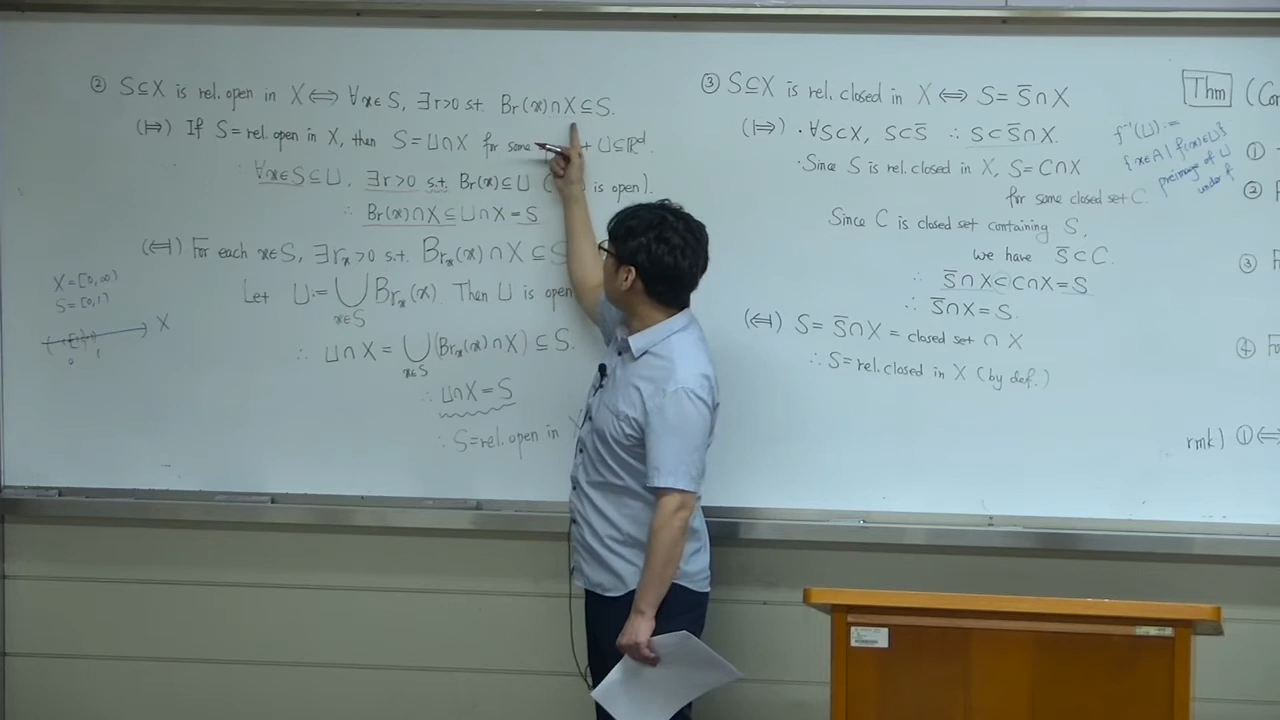 ② S⊆X is rel. open in X ⟺ ∀x∈S, ∃r>0 s.t. Br(x)∩X⊆S.
(⇒) If S=rel. open in X, then S=U∩X for some U⊆ℝᵈ.
∴ ∀x∈S⊆U, ∃r>0 s.t. Br(x)⊆U ( is open).
∴ Br(x)∩X⊆U∩X=S
(⇐) For each x∈S, ∃rₓ>0 s.t. Brₓ(x)∩X⊆S
Let U:=⋃ Brₓ(x). Then U is open
x∈S
∴ U∩X=⋃(Brₓ(x)∩X)⊆S.
x∈S
∴ U∩X=S
∴ S=rel. open in X
X=[0,∞)
S=[0,1)
X
0 1
③ S⊆X is rel. closed in X ⟺ S=S̄∩X
(⇒) · ∀S⊂X, S⊂S̄ ∴ S⊂S̄∩X.
· Since S is rel. closed in X, S=C∩X
for some closed set C.
Since C is closed set containing S,
we have S̄⊂C.
∴ S̄∩X⊂C∩X=S
∴ S̄∩X=S.
(⇐) S=S̄∩X=closed set ∩ X
∴ S=rel. closed in X (by def.)
f⁻¹(U):=
{x∈A | f(x)∈U}
preimage of U
under f
Thm (Con
①
②
③
④
rmk) ① ⟺